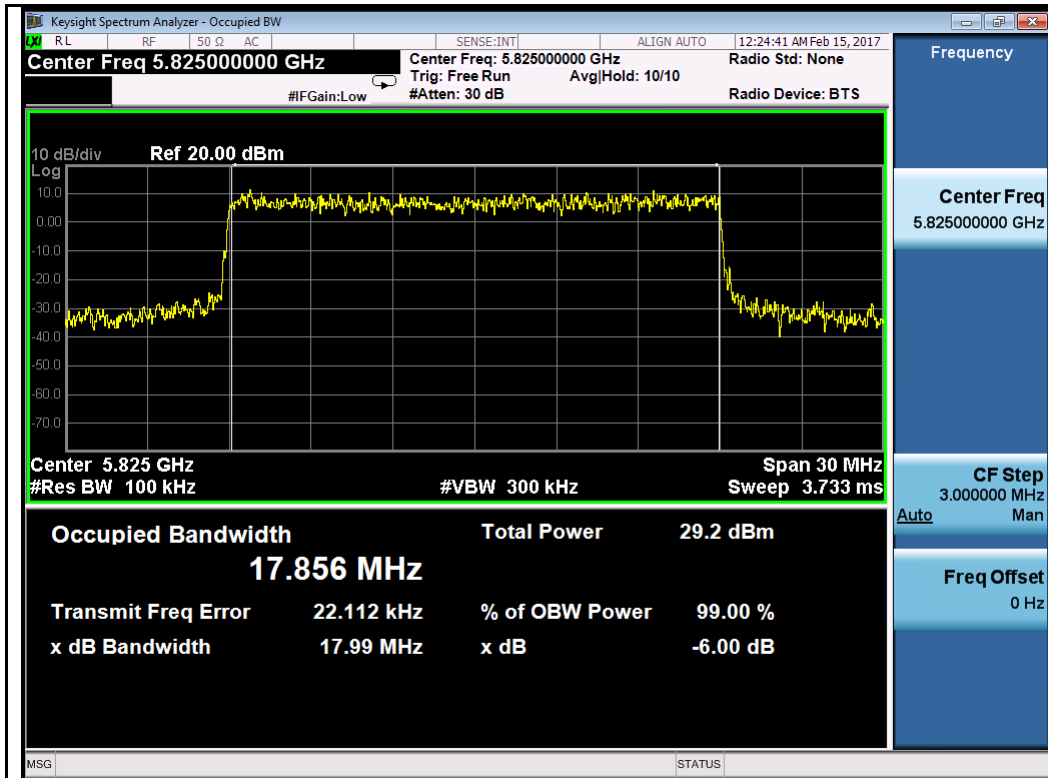 Keysight Spectrum Analyzer - Occupied BW
LXI RL RF 50 Ω AC SENSE:INT ALIGN AUTO 12:24:41 AM Feb 15, 2017
Center Freq 5.825000000 GHz
Center Freq: 5.825000000 GHz Radio Std: None
Trig: Free Run Avg|Hold: 10/10
#IFGain:Low #Atten: 30 dB Radio Device: BTS
10 dB/div Ref 20.00 dBm
Log
10.0
0.00
-10.0
-20.0
-30.0
-40.0
-50.0
-60.0
-70.0
Center 5.825 GHz Span 30 MHz
#Res BW 100 kHz #VBW 300 kHz Sweep 3.733 ms
Occupied Bandwidth Total Power 29.2 dBm
17.856 MHz
Transmit Freq Error 22.112 kHz % of OBW Power 99.00 %
x dB Bandwidth 17.99 MHz x dB -6.00 dB
MSG STATUS
Frequency
Center Freq
5.825000000 GHz
CF Step
3.000000 MHz
Auto Man
Freq Offset
0 Hz